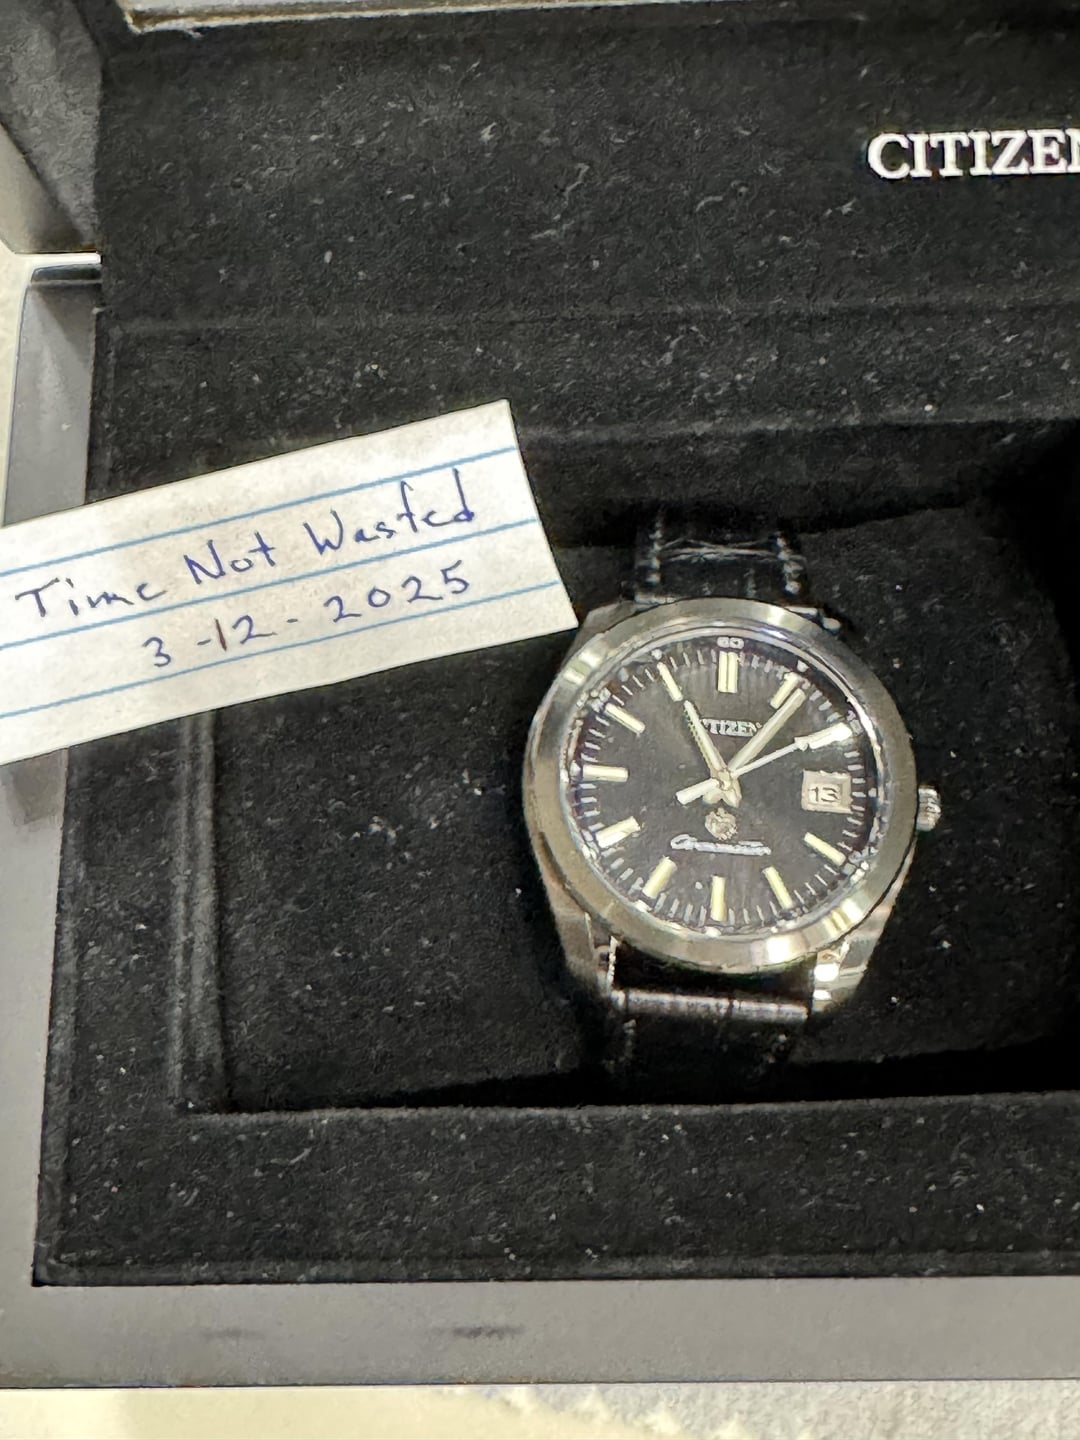 CITIZEN
Time Not Wasted
3-12-2025
CITIZEN
13